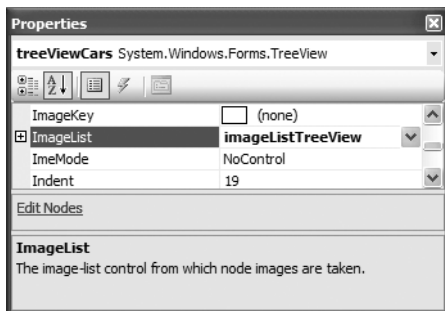 Properties
treeViewCars System.Windows.Forms.TreeView
ImageKey (none)
ImageList imageListTreeView
ImeMode NoControl
Indent 19
Edit Nodes
ImageList
The image-list control from which node images are taken.